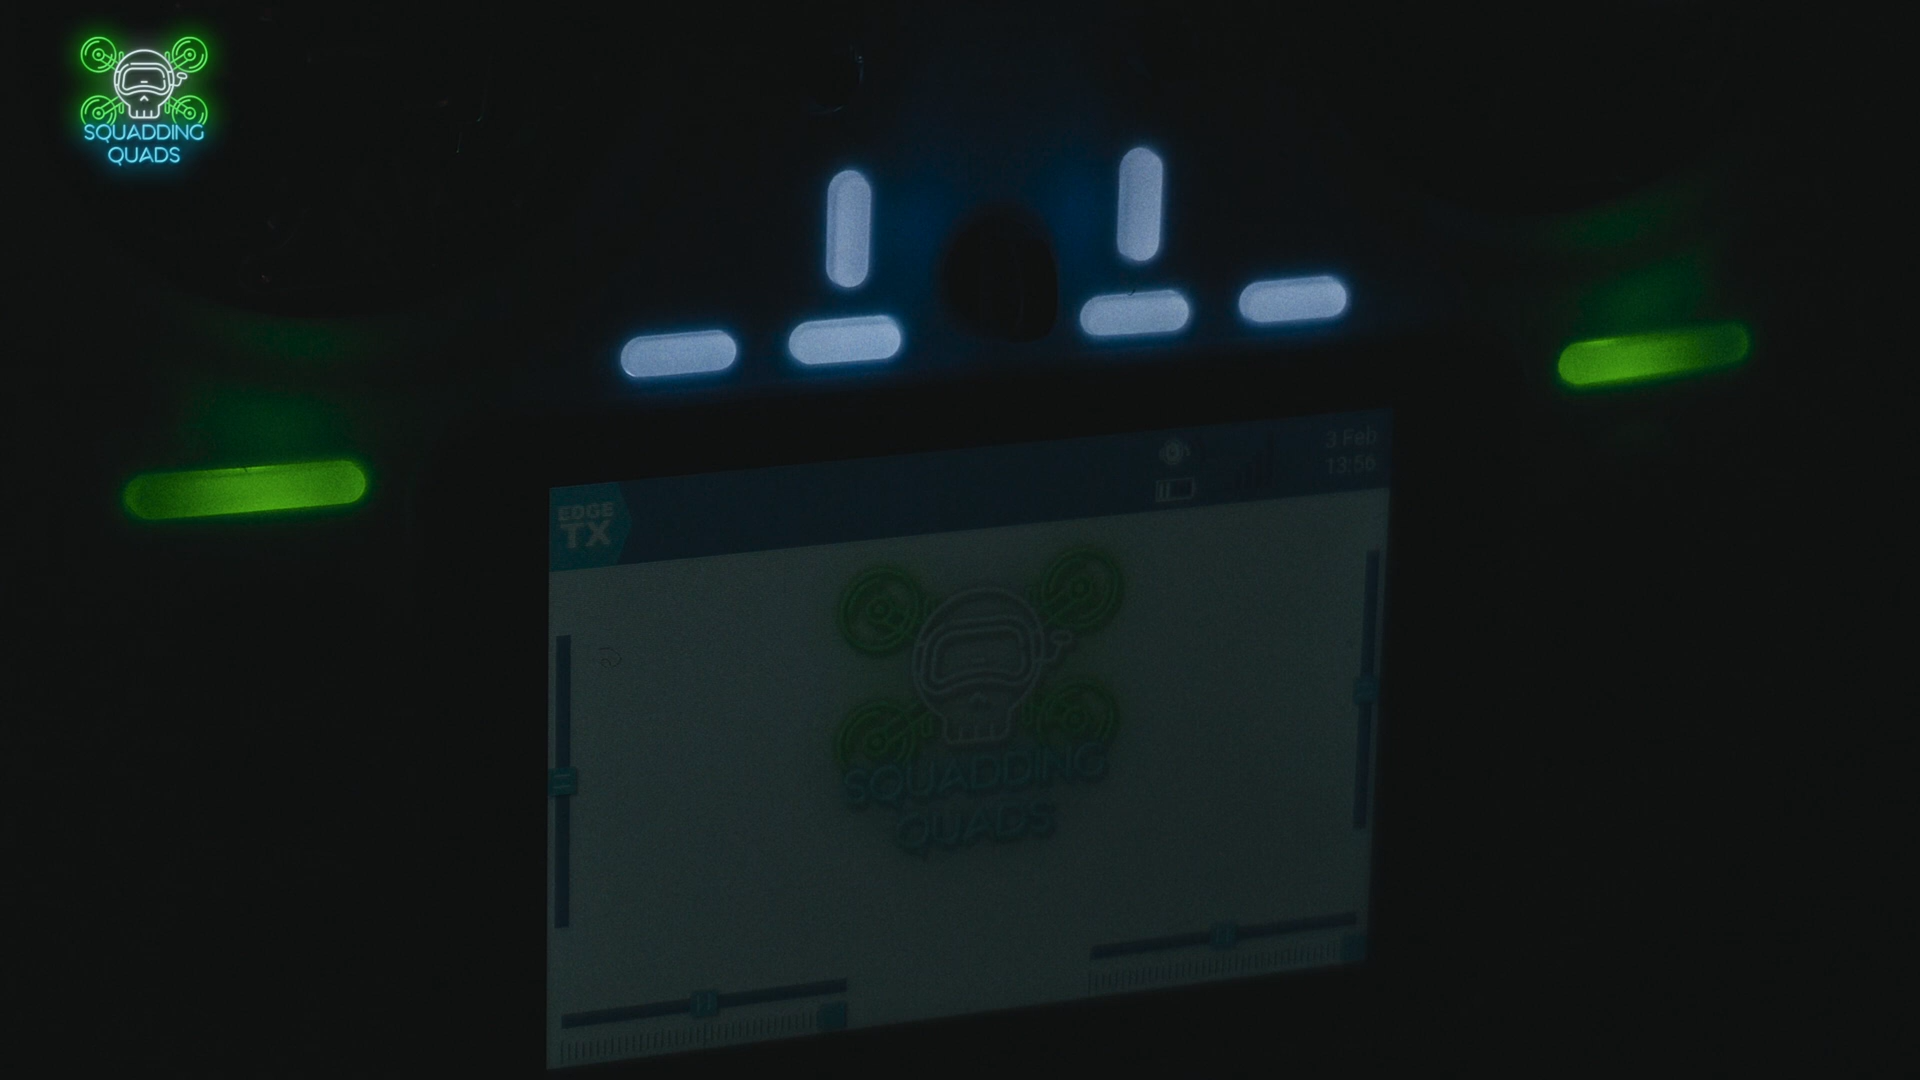 SQUADDING
QUADS
EDGE
TX
3 Feb
13:56
SQUADDING
QUADS